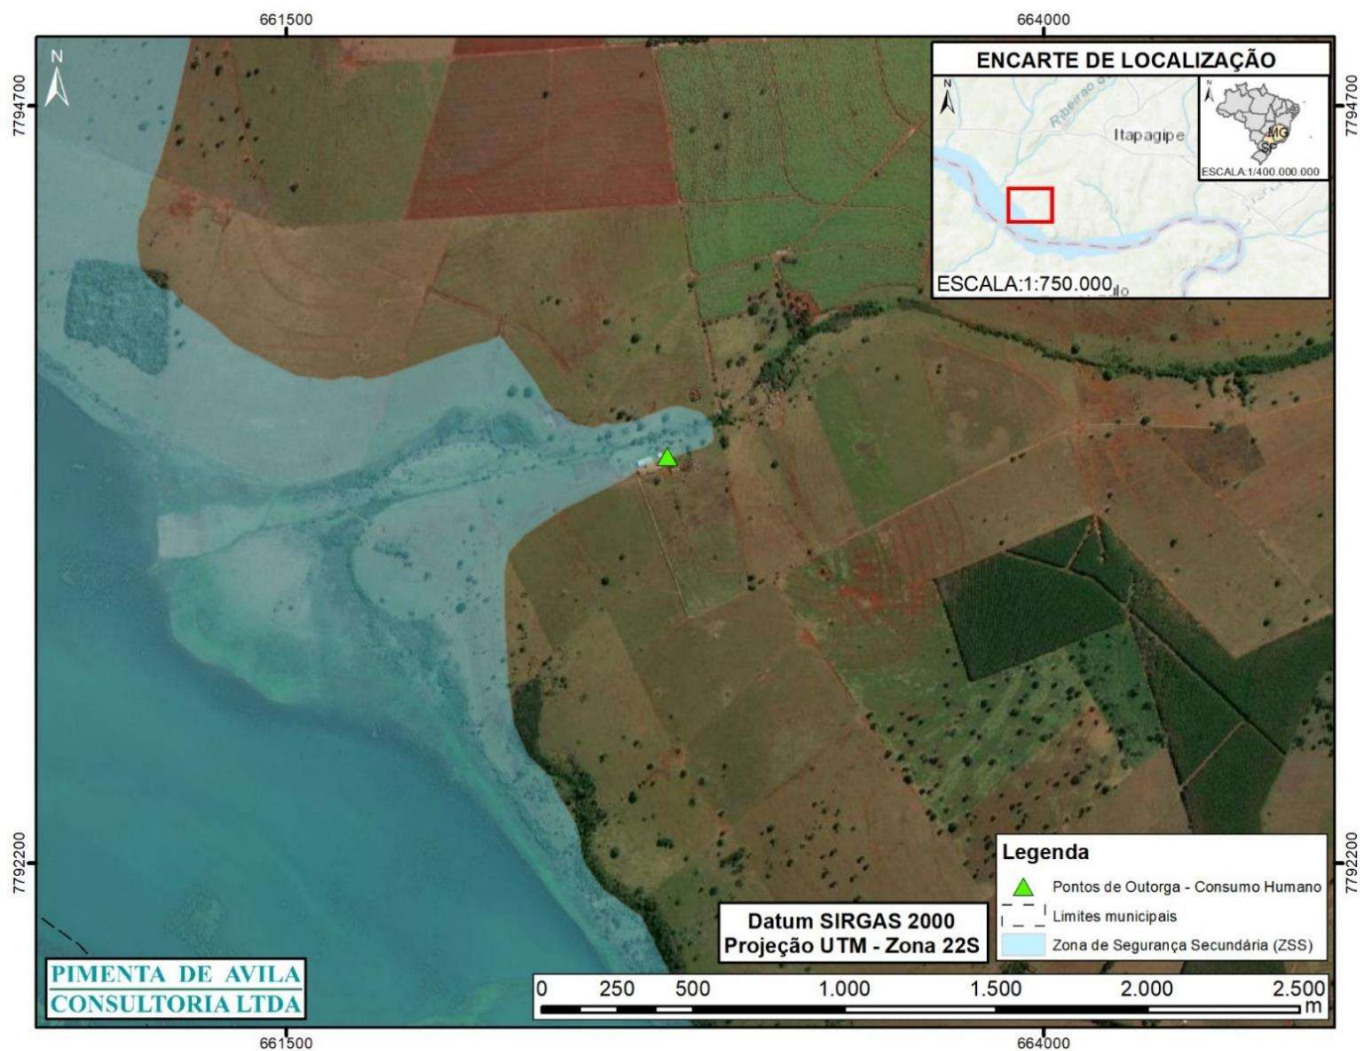 661500
664000
N
7794700
7794700
ENCARTE DE LOCALIZAÇÃO
N
Itapagipe
N
MG
SP
ESCALA:1/400.000.000
ESCALA:1:750.000
7792200
7792200
Legenda
Pontos de Outorga - Consumo Humano
Limites municipais
Zona de Segurança Secundária (ZSS)
Datum SIRGAS 2000
Projeção UTM - Zona 22S
PIMENTA DE AVILA
CONSULTORIA LTDA
0 250 500 1.000 1.500 2.000 2.500
m
661500
664000